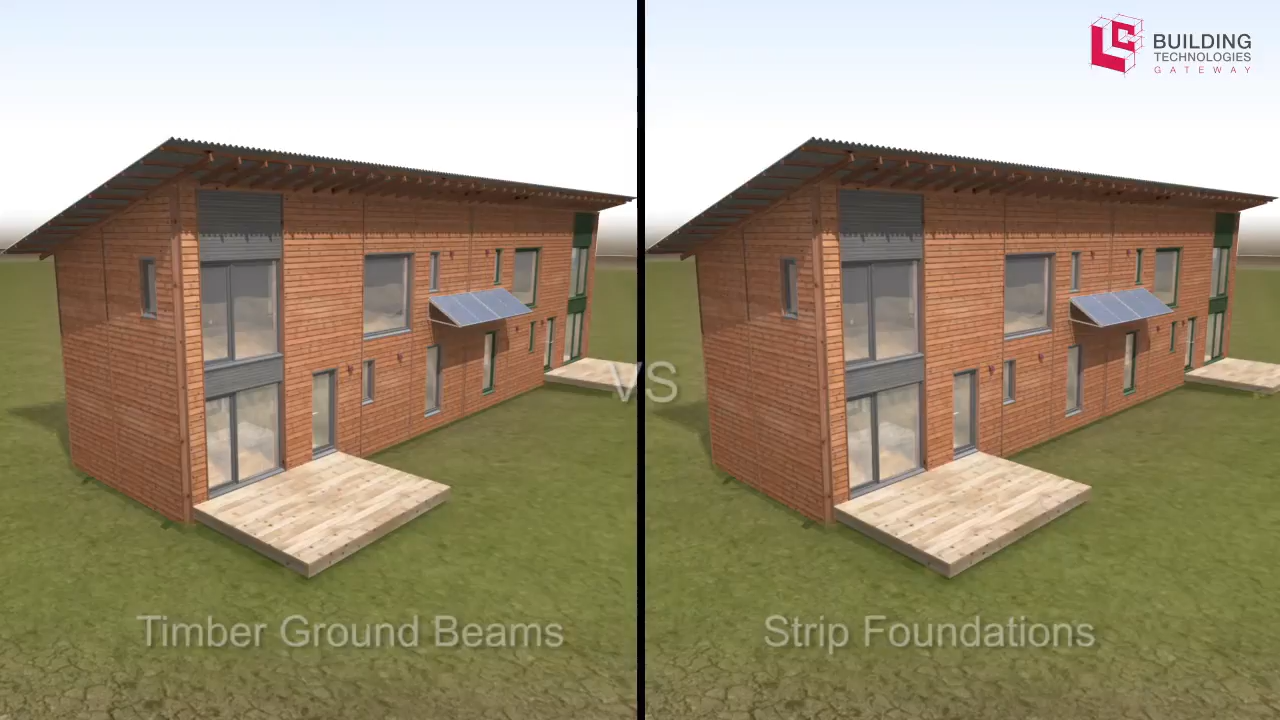 BUILDING
TECHNOLOGIES
GATEWAY
VS
Timber Ground Beams
Strip Foundations